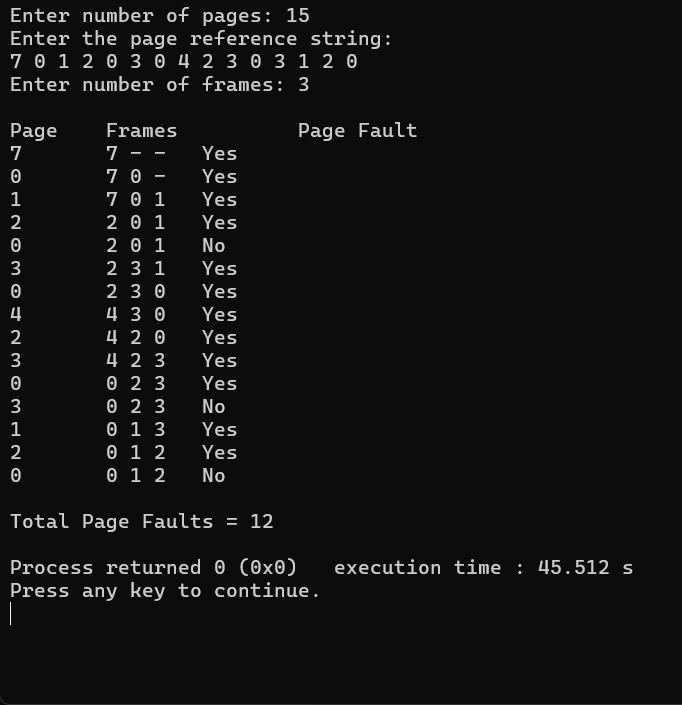 Enter number of pages: 15
Enter the page reference string:
7 0 1 2 0 3 0 4 2 3 0 3 1 2 0
Enter number of frames: 3
Page    Frames          Page Fault
7       7 - -   Yes
0       7 0 -   Yes
1       7 0 1   Yes
2       2 0 1   Yes
0       2 0 1   No
3       2 3 1   Yes
0       2 3 0   Yes
4       4 3 0   Yes
2       4 2 0   Yes
3       4 2 3   Yes
0       0 2 3   Yes
3       0 2 3   No
1       0 1 3   Yes
2       0 1 2   Yes
0       0 1 2   No
Total Page Faults = 12
Process returned 0 (0x0)   execution time : 45.512 s
Press any key to continue.